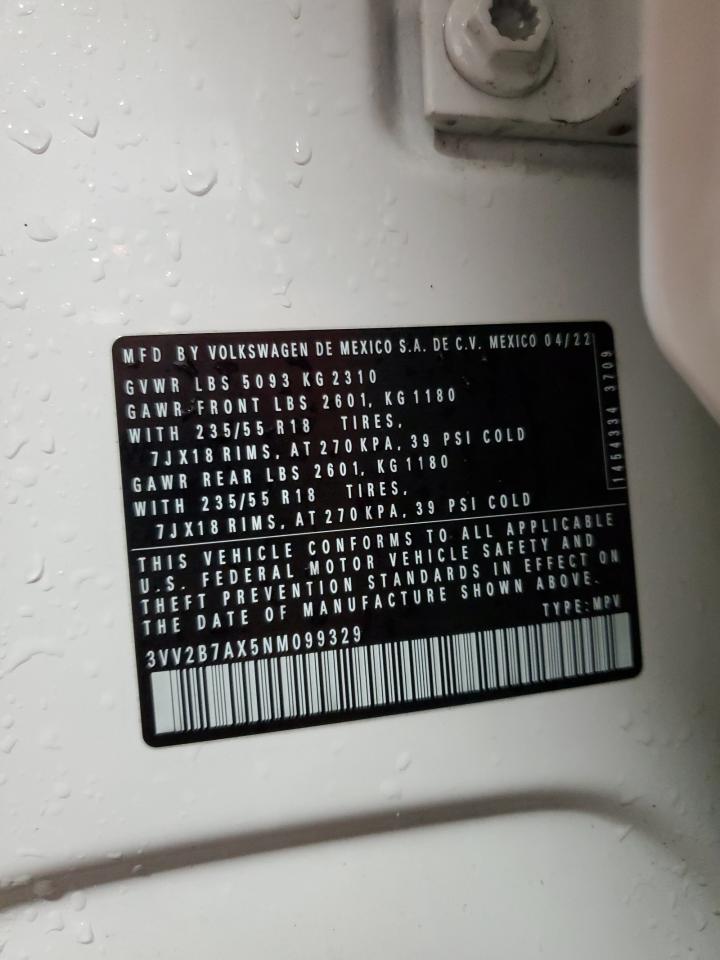 MFD BY VOLKSWAGEN DE MEXICO S.A. DE C.V. MEXICO 04/22
GVWR LBS 5093 KG 2310
GAWR FRONT LBS 2601, KG 1180
WITH 235/55 R18 TIRES,
7JX18 RIMS, AT 270 KPA, 39 PSI COLD
GAWR REAR LBS 2601, KG 1180
WITH 235/55 R18 TIRES,
7JX18 RIMS, AT 270 KPA, 39 PSI COLD
1454334 3709
THIS VEHICLE CONFORMS TO ALL APPLICABLE
U.S. FEDERAL MOTOR VEHICLE SAFETY AND
THEFT PREVENTION STANDARDS IN EFFECT ON
THE DATE OF MANUFACTURE SHOWN ABOVE.
TYPE:MPV
3VV2B7AX5NM099329